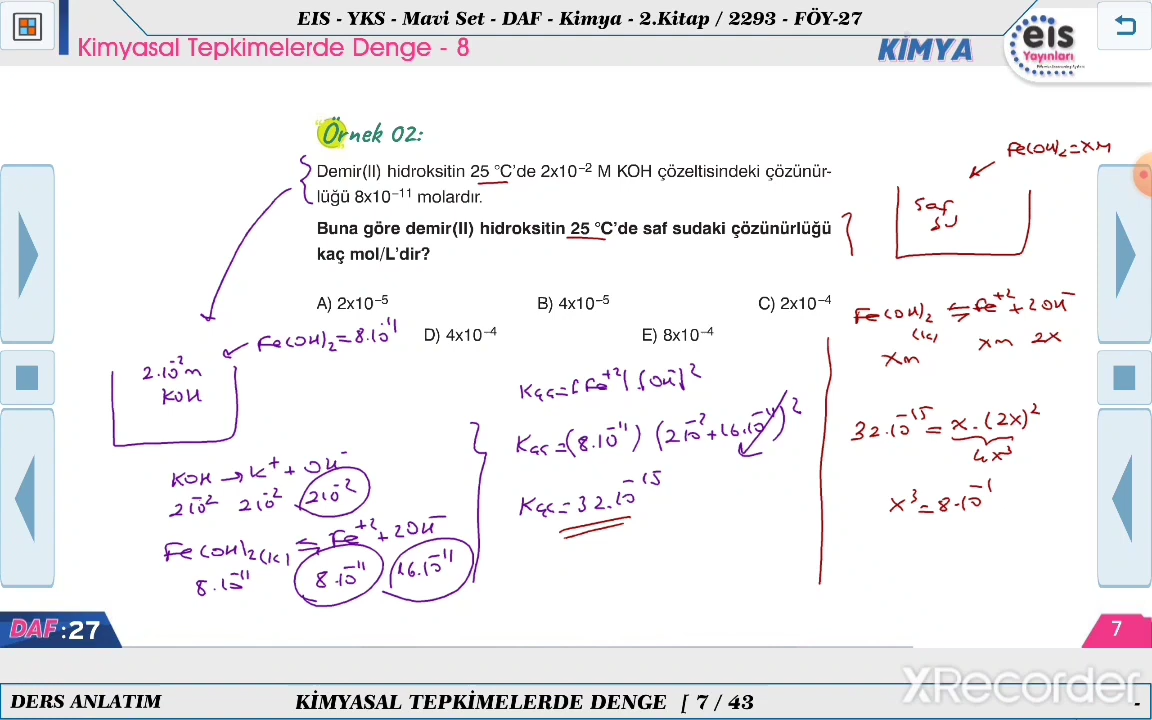 EIS - YKS - Mavi Set - DAF - Kimya - 2.Kitap / 2293 - FÖY-27
Kimyasal Tepkimelerde Denge - 8
KİMYA
eis
Yayınları
"Örnek 02:
Fe(OH)₂=xM
Demir(II) hidroksitin 25 °C'de 2x10⁻² M KOH çözeltisindeki çözünür-
lüğü 8x10⁻¹¹ molardır.
saf
su
Buna göre demir(II) hidroksitin 25 °C'de saf sudaki çözünürlüğü
kaç mol/L'dir?
A) 2x10⁻⁵ B) 4x10⁻⁵ C) 2x10⁻⁴
D) 4x10⁻⁴ E) 8x10⁻⁴
Fe(OH)₂=8.10⁻¹¹
2.10⁻²m
KOH
Fe(OH)₂ ⇋ Fe⁺²+2OH⁻
(k)
xm xm 2x
Kçç=[Fe⁺²].[OH⁻]²
Kçç=(8.10⁻¹¹) (2.10⁻²+16.10⁻¹¹)²
Kçç=32.10⁻¹⁵
KOH → K⁺ + OH⁻
2.10⁻² 2.10⁻² 2.10⁻²
Fe(OH)₂(k) ⇋ Fe⁺²+2OH⁻
8.10⁻¹¹ 8.10⁻¹¹ 16.10⁻¹¹
32.10⁻¹⁵=x.(2x)²
4x³
x³=8.10⁻¹
DAF:27
7
XRecorder
DERS ANLATIM KİMYASAL TEPKİMELERDE DENGE [ 7 / 43 -